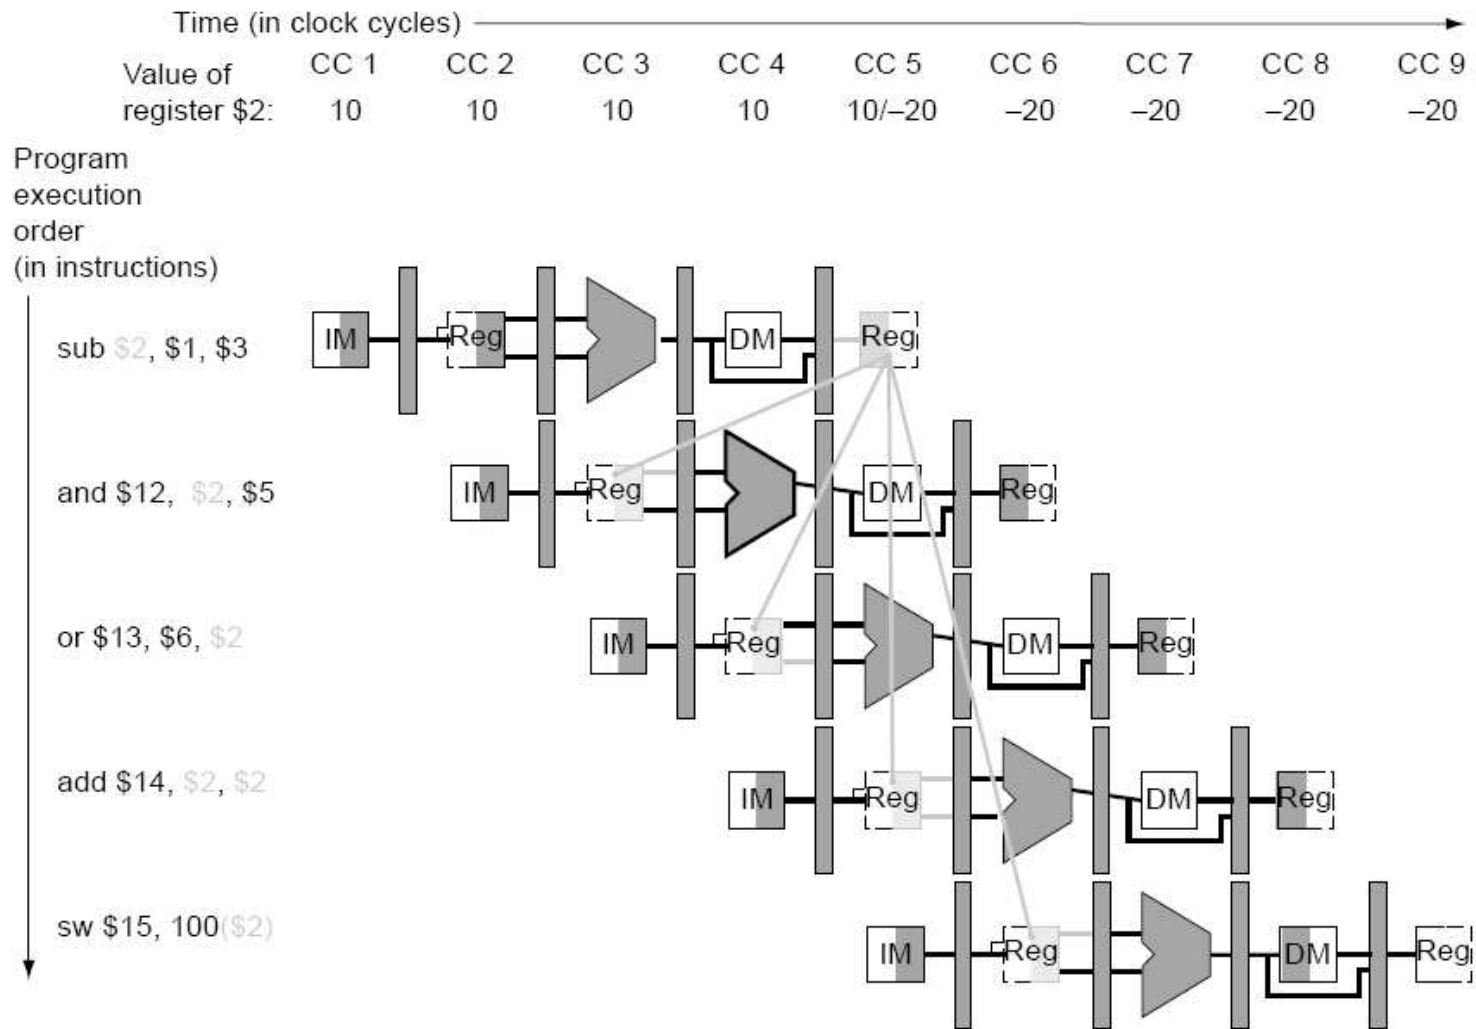 Time (in clock cycles)
CC 1 CC 2 CC 3 CC 4 CC 5 CC 6 CC 7 CC 8 CC 9
Value of
register $2: 10 10 10 10 10/–20 –20 –20 –20 –20
Program
execution
order
(in instructions)
sub $2, $1, $3
IM Reg DM Reg
and $12, $2, $5
IM Reg DM Reg
or $13, $6, $2
IM Reg DM Reg
add $14, $2, $2
IM Reg DM Reg
sw $15, 100($2)
IM Reg DM Reg